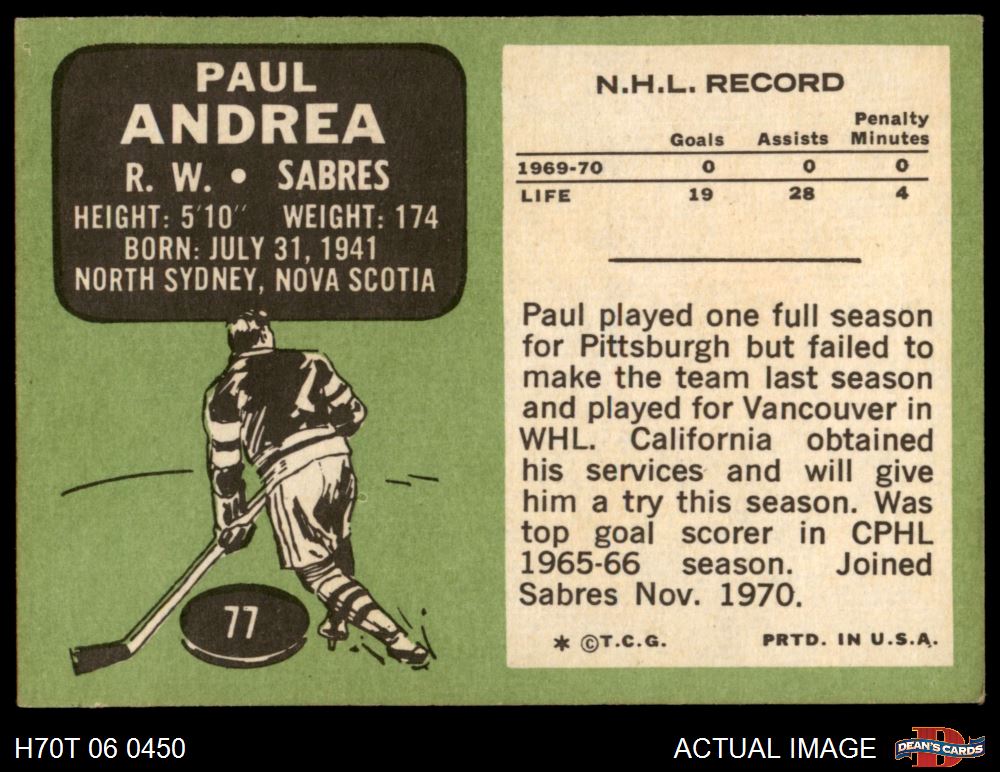 PAUL
ANDREA
R. W. • SABRES
HEIGHT: 5'10" WEIGHT: 174
BORN: JULY 31, 1941
NORTH SYDNEY, NOVA SCOTIA
77
N.H.L. RECORD
Goals Assists Penalty Minutes
1969-70 0 0 0
LIFE 19 28 4
Paul played one full season
for Pittsburgh but failed to
make the team last season
and played for Vancouver in
WHL. California obtained
his services and will give
him a try this season. Was
top goal scorer in CPHL
1965-66 season. Joined
Sabres Nov. 1970.
* ©T.C.G. PRTD. IN U.S.A.
H70T 06 0450
ACTUAL IMAGE
DEAN'S CARDS